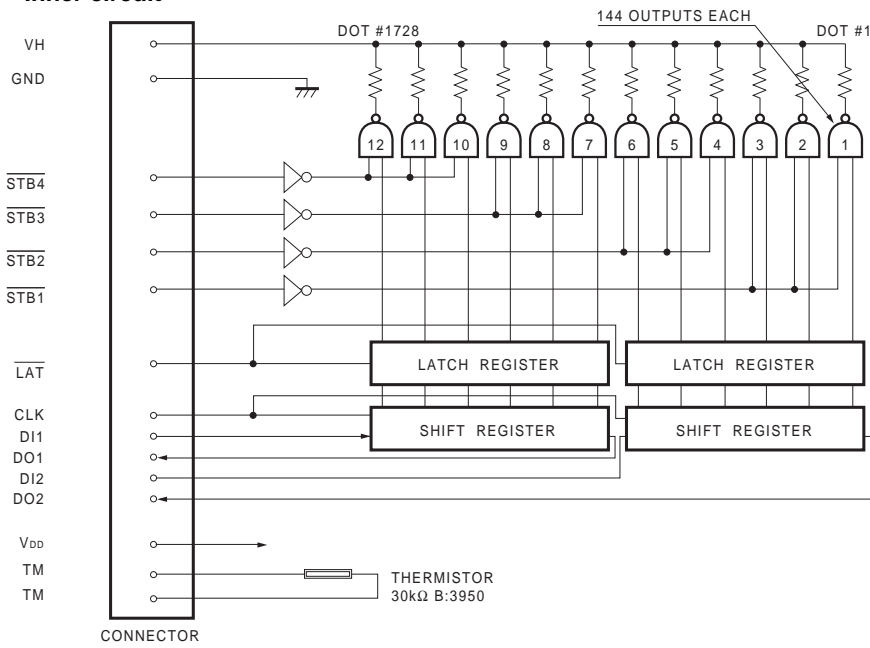 DOT #1728
144 OUTPUTS EACH
DOT #1
VH
GND
12 11 10 9 8 7 6 5 4 3 2 1
STB4
STB3
STB2
STB1
LAT
LATCH REGISTER
LATCH REGISTER
CLK
DI1
SHIFT REGISTER
SHIFT REGISTER
DO1
DI2
DO2
VDD
TM
TM
THERMISTOR
30kΩ B:3950
CONNECTOR